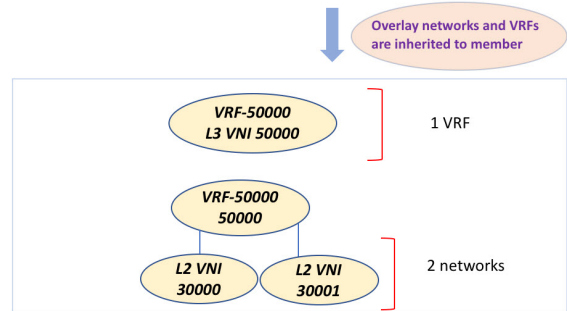 Overlay networks and VRFs
are inherited to member
VRF-50000
L3 VNI 50000
1 VRF
VRF-50000
50000
L2 VNI
30000
L2 VNI
30001
2 networks